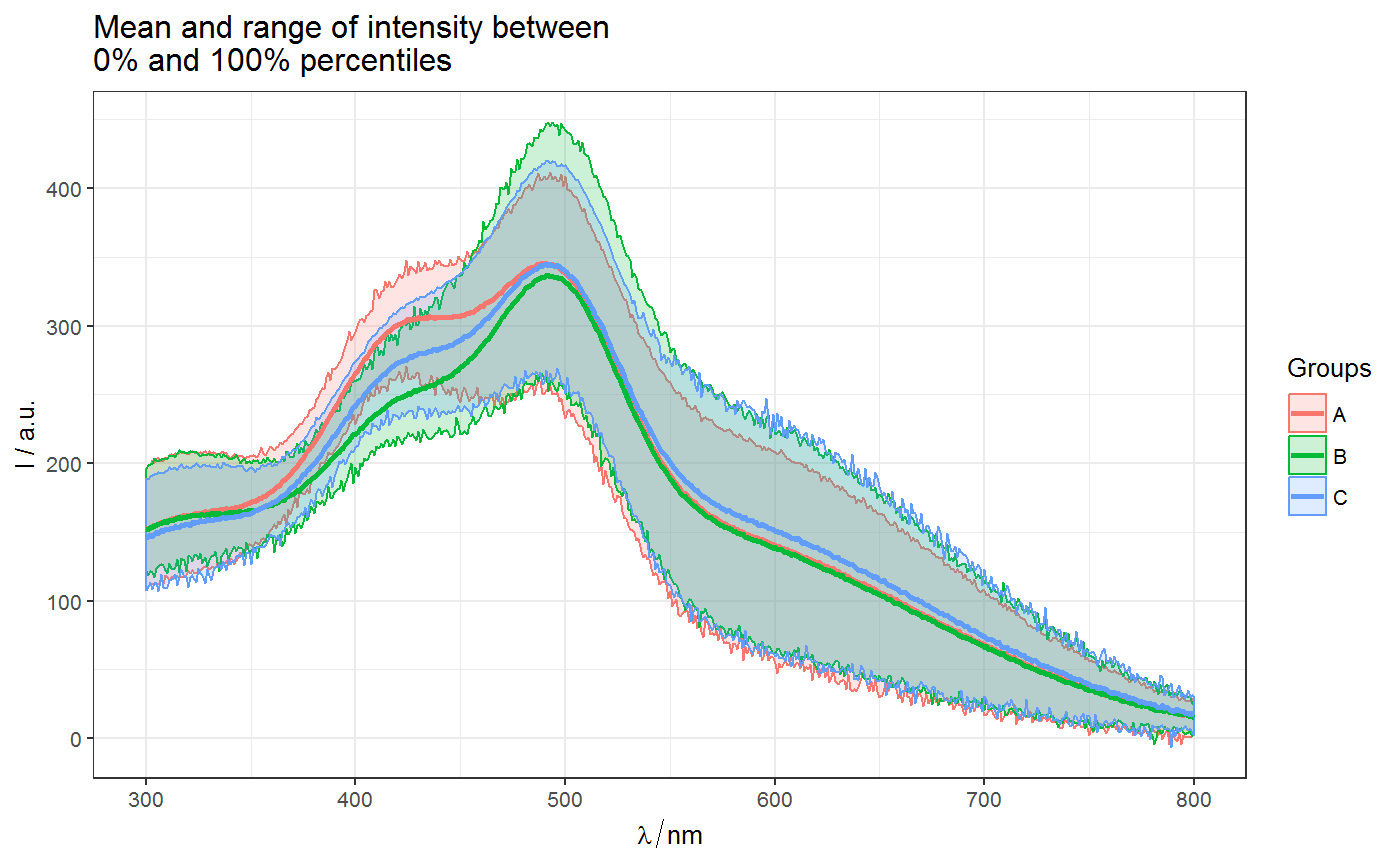 Mean and range of intensity between
0% and 100% percentiles
400
300
200
100
0
I / a.u.
300 400 500 600 700 800
λ/nm
Groups
A
B
C